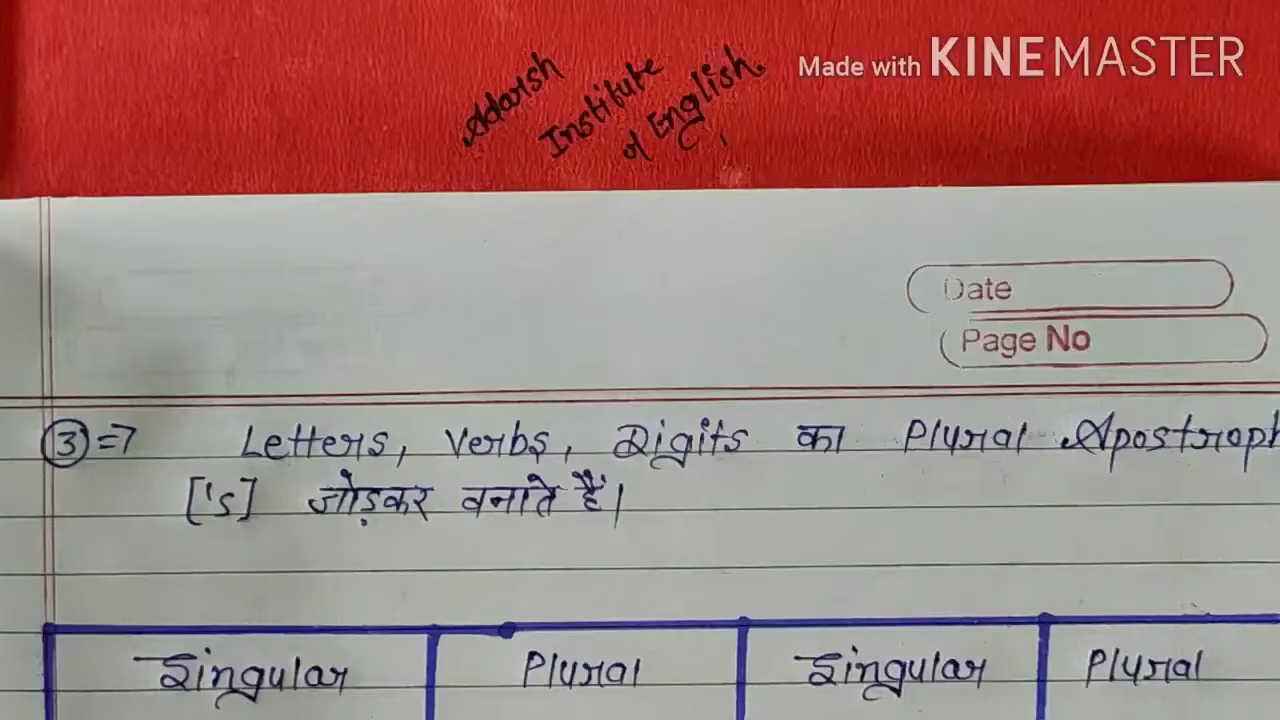 Made with KINEMASTER
Adarsh
Institute
of English.
Date
Page No
3 => Letters, Verbs, Digits का Plural Apostroph
['s] जोड़कर बनाते हैं।
Singular Plural Singular Plural